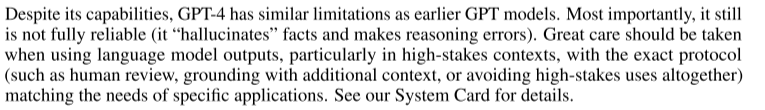 Despite its capabilities, GPT-4 has similar limitations as earlier GPT models. Most importantly, it still
is not fully reliable (it “hallucinates” facts and makes reasoning errors). Great care should be taken
when using language model outputs, particularly in high-stakes contexts, with the exact protocol
(such as human review, grounding with additional context, or avoiding high-stakes uses altogether)
matching the needs of specific applications. See our System Card for details.